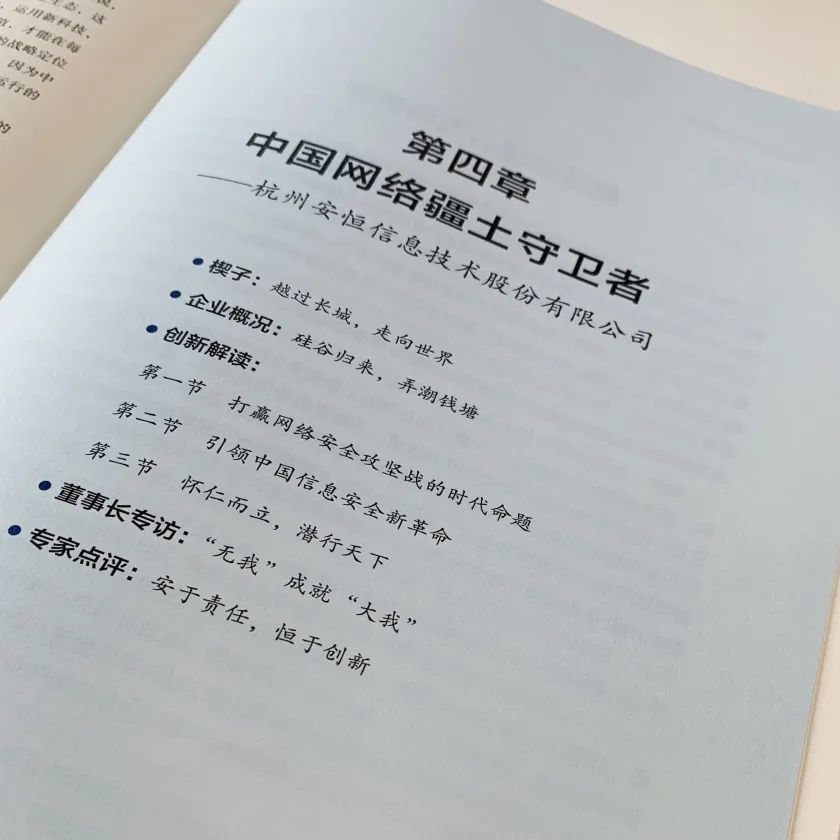 生态，这
运用新科技，
才能在每
的战略定位
因为中
运行的
的
第四章
中国网络疆土守卫者
——杭州安恒信息技术股份有限公司
楔子：越过长城，走向世界
企业概况：硅谷归来，弄潮钱塘
创新解读：
第一节 打赢网络安全攻坚战的时代命题
第二节 引领中国信息安全新革命
第三节 怀仁而立，潜行天下
董事长专访：“无我”成就“大我”
专家点评：安于责任，恒于创新